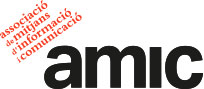 associació
de mitjans
d'informació
i comunicació
amic